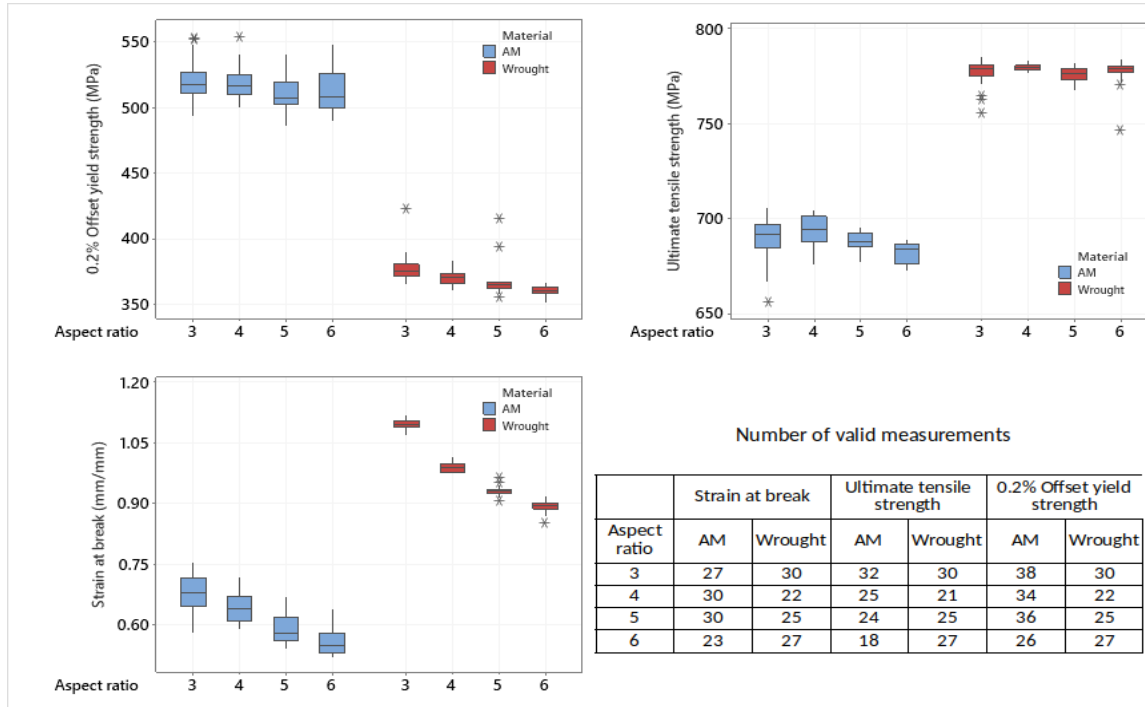 0.2% Offset yield strength (MPa)
550
500
450
400
350
Material
AM
Wrought
Aspect ratio 3 4 5 6 3 4 5 6
Ultimate tensile strength (MPa)
800
750
700
650
Material
AM
Wrought
Aspect ratio 3 4 5 6 3 4 5 6
Strain at break (mm/mm)
1.20
1.05
0.90
0.75
0.60
Material
AM
Wrought
Aspect ratio 3 4 5 6 3 4 5 6
Number of valid measurements
Strain at break Ultimate tensile strength 0.2% Offset yield strength
Aspect ratio AM Wrought AM Wrought AM Wrought
3 27 30 32 30 38 30
4 30 22 25 21 34 22
5 30 25 24 25 36 25
6 23 27 18 27 26 27